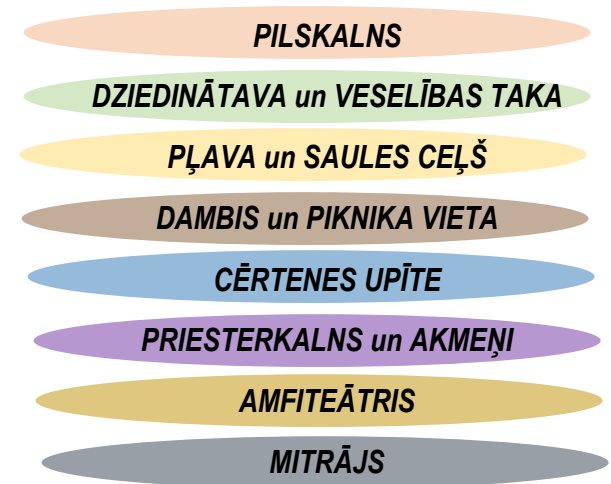 PILSKALNS
DZIEDINĀTAVA un VESELĪBAS TAKA
PĻAVA un SAULES CEĻŠ
DAMBIS un PIKNIKA VIETA
CĒRTENES UPĪTE
PRIESTERKALNS un AKMEŅI
AMFITEĀTRIS
MITRĀJS